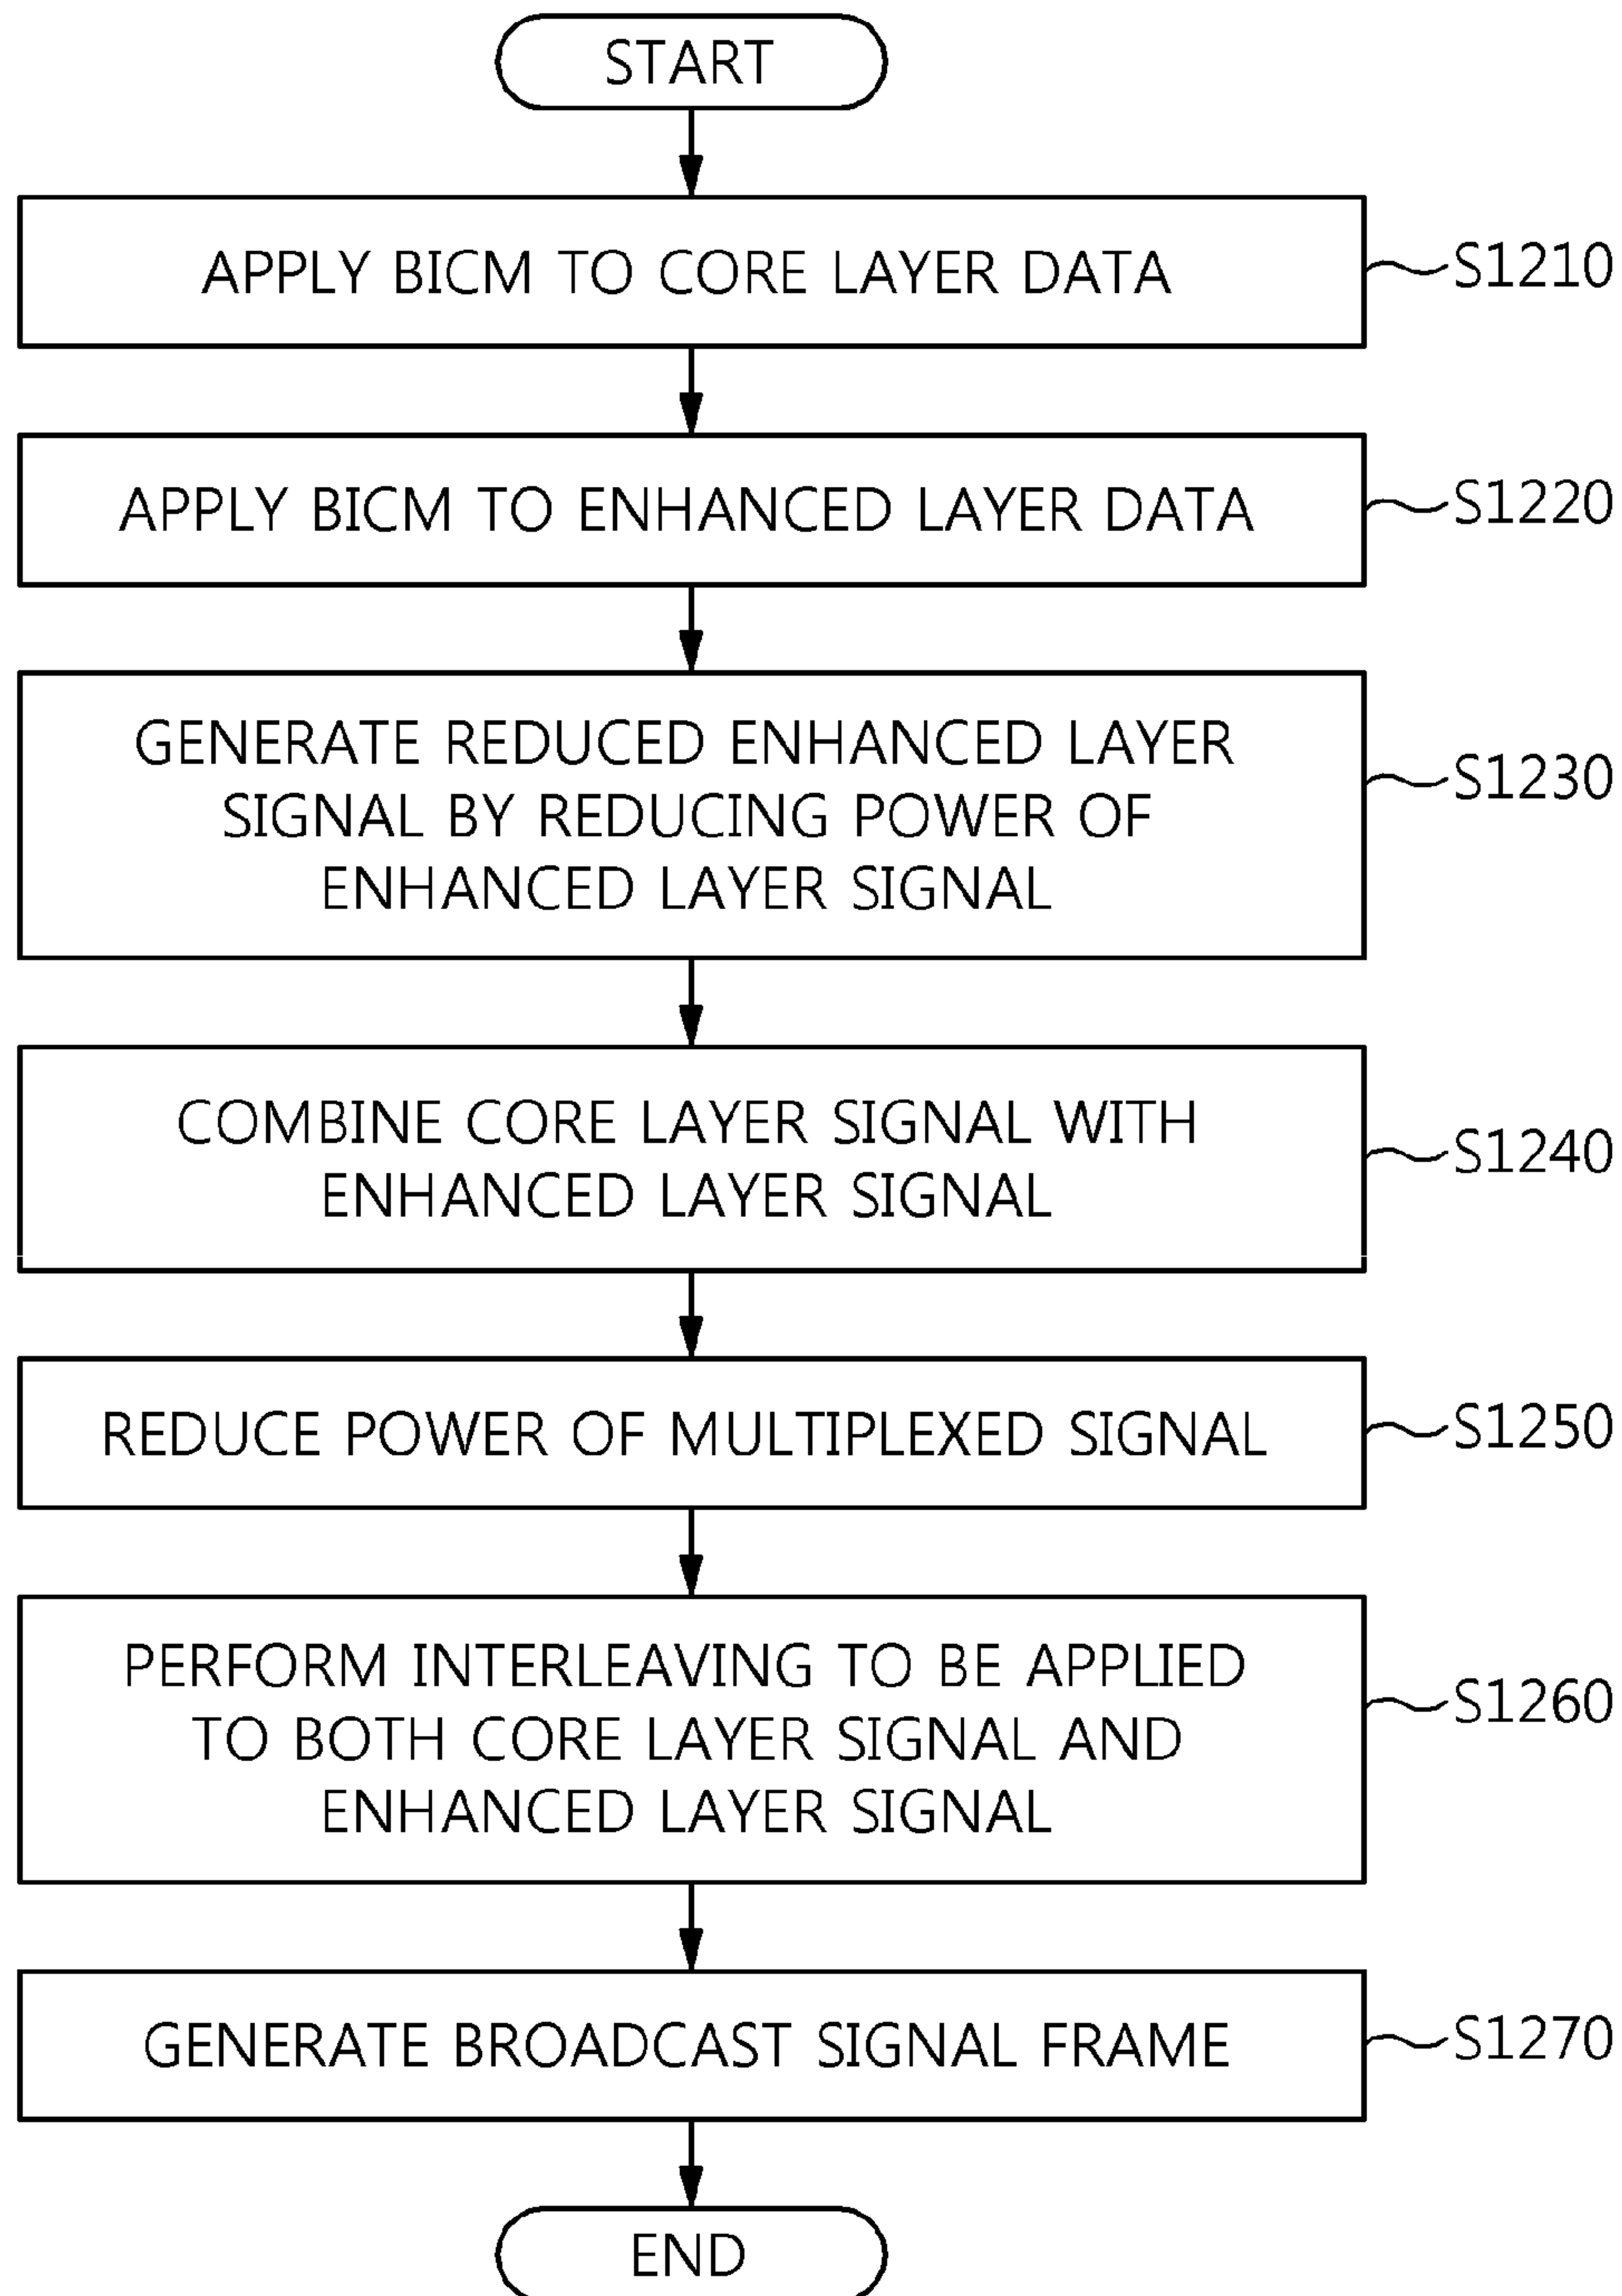 START
APPLY BICM TO CORE LAYER DATA
S1210
APPLY BICM TO ENHANCED LAYER DATA
S1220
GENERATE REDUCED ENHANCED LAYER
SIGNAL BY REDUCING POWER OF
ENHANCED LAYER SIGNAL
S1230
COMBINE CORE LAYER SIGNAL WITH
ENHANCED LAYER SIGNAL
S1240
REDUCE POWER OF MULTIPLEXED SIGNAL
S1250
PERFORM INTERLEAVING TO BE APPLIED
TO BOTH CORE LAYER SIGNAL AND
ENHANCED LAYER SIGNAL
S1260
GENERATE BROADCAST SIGNAL FRAME
S1270
END